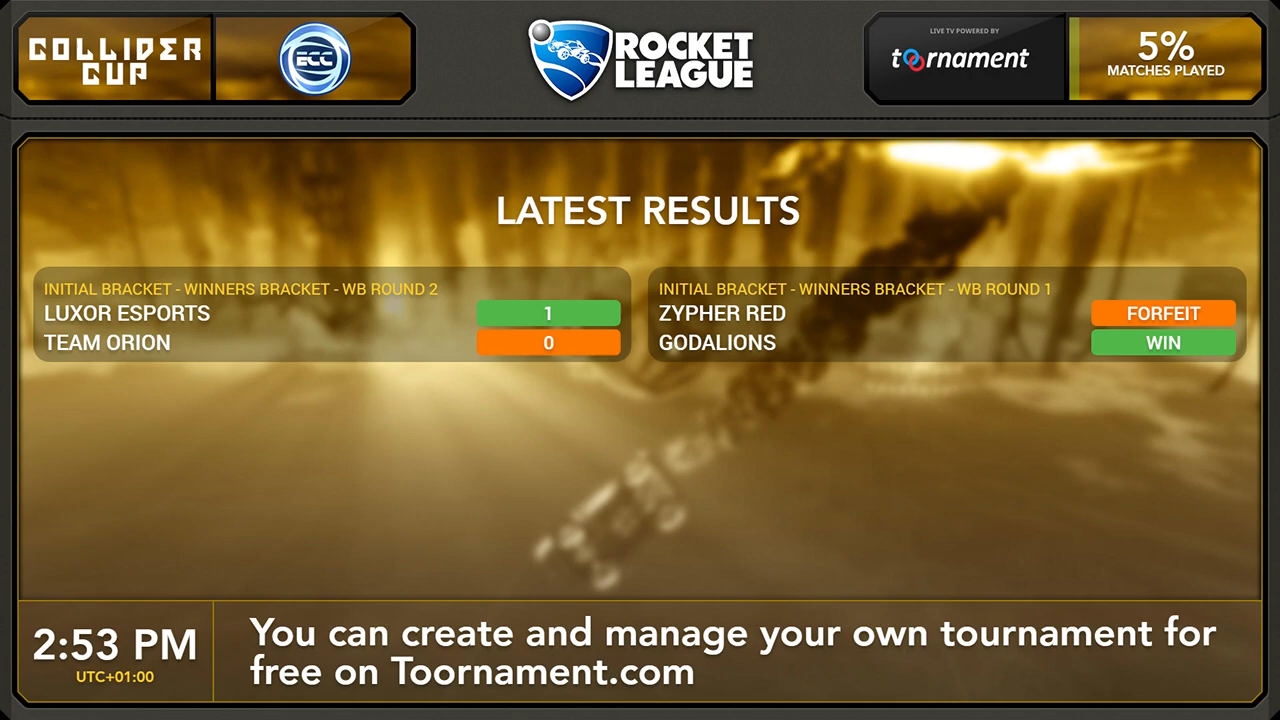 COLLIDER
CUP
ECC
ROCKET
LEAGUE
LIVE TV POWERED BY
toornament
5%
MATCHES PLAYED
LATEST RESULTS
INITIAL BRACKET - WINNERS BRACKET - WB ROUND 2
LUXOR ESPORTS 1
TEAM ORION 0
INITIAL BRACKET - WINNERS BRACKET - WB ROUND 1
ZYPHER RED FORFEIT
GODALIONS WIN
2:53 PM
UTC+01:00
You can create and manage your own tournament for
free on Toornament.com